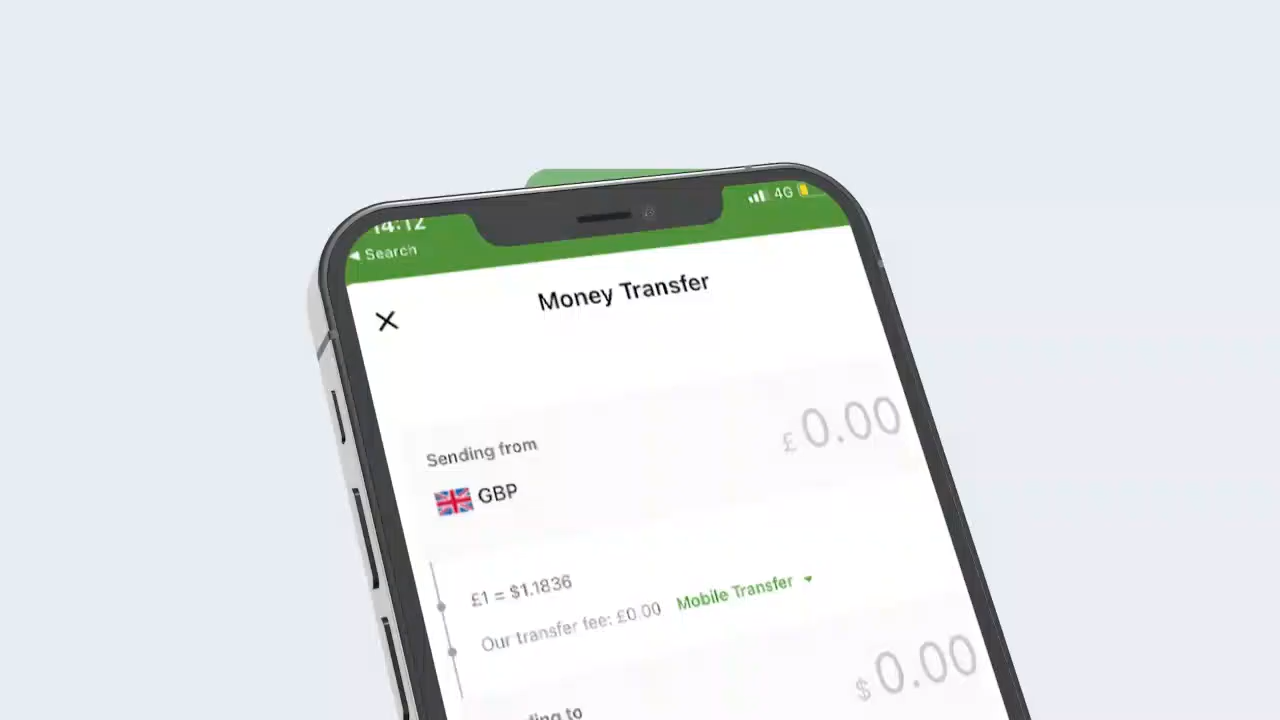 14:12
4G
Search
Money Transfer
Sending from
£ 0.00
GBP
£1 = $1.1836
Our transfer fee: £0.00 Mobile Transfer
$ 0.00
to